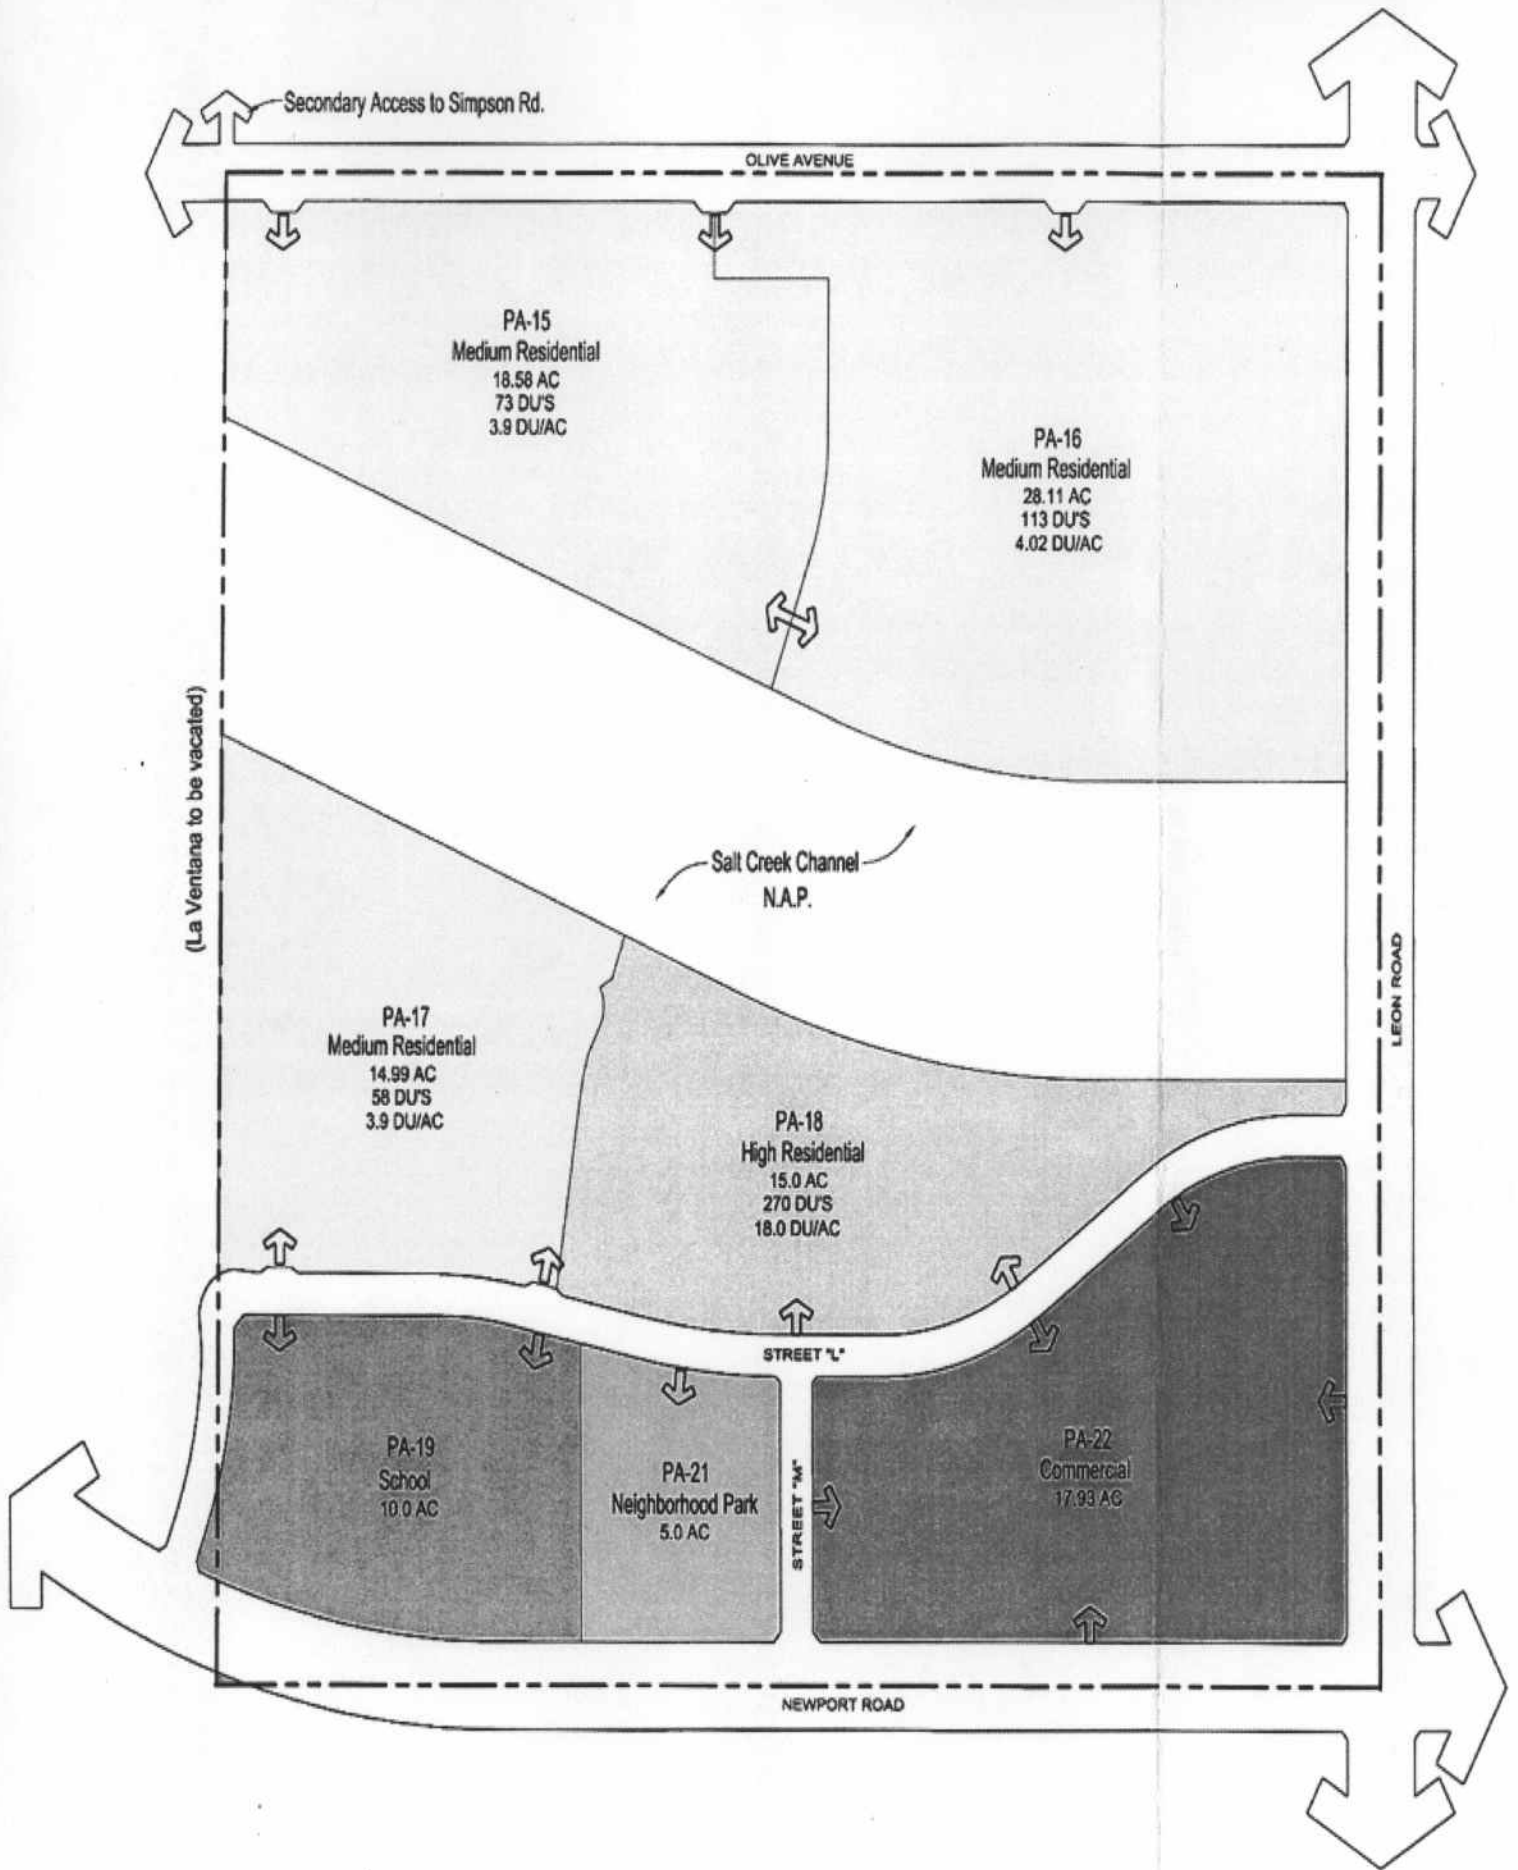 Secondary Access to Simpson Rd.
OLIVE AVENUE
PA-15
Medium Residential
18.58 AC
73 DU'S
3.9 DU/AC
PA-16
Medium Residential
28.11 AC
113 DU'S
4.02 DU/AC
(La Ventana to be vacated)
Salt Creek Channel
N.A.P.
LEON ROAD
PA-17
Medium Residential
14.99 AC
58 DU'S
3.9 DU/AC
PA-18
High Residential
15.0 AC
270 DU'S
18.0 DU/AC
STREET "L"
PA-19
School
10.0 AC
PA-21
Neighborhood Park
5.0 AC
STREET "M"
PA-22
Commercial
17.93 AC
NEWPORT ROAD